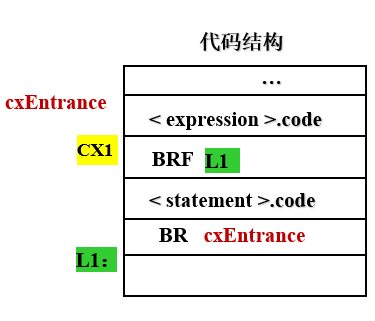 代码结构
…
cxEntrance
< expression >.code
CX1
BRF L1
< statement >.code
BR cxEntrance
L1：